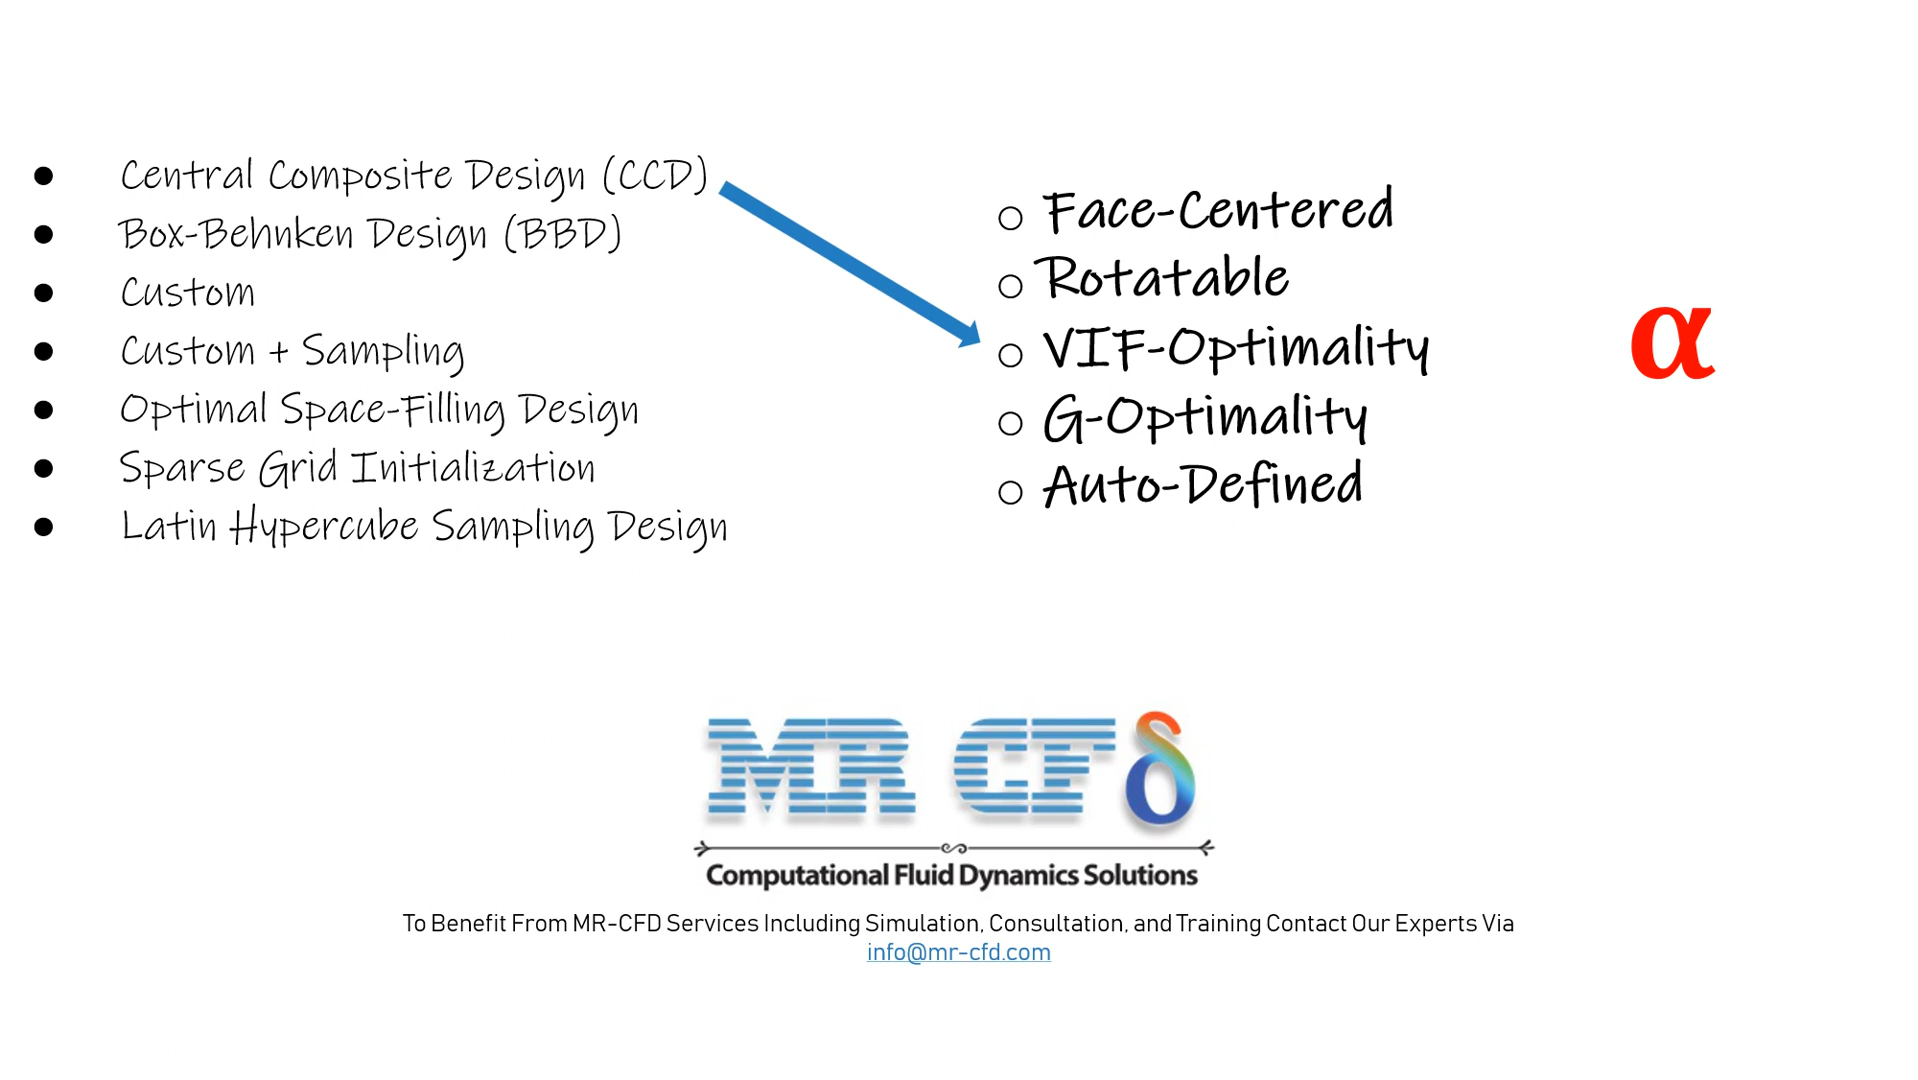 ● Central Composite Design (CCD)
● Box-Behnken Design (BBD)
● Custom
● Custom + Sampling
● Optimal Space-Filling Design
● Sparse Grid Initialization
● Latin Hypercube Sampling Design
○ Face-Centered
○ Rotatable
○ VIF-Optimality
○ G-Optimality
○ Auto-Defined
α
MR CFδ
Computational Fluid Dynamics Solutions
To Benefit From MR-CFD Services Including Simulation, Consultation, and Training Contact Our Experts Via
info@mr-cfd.com